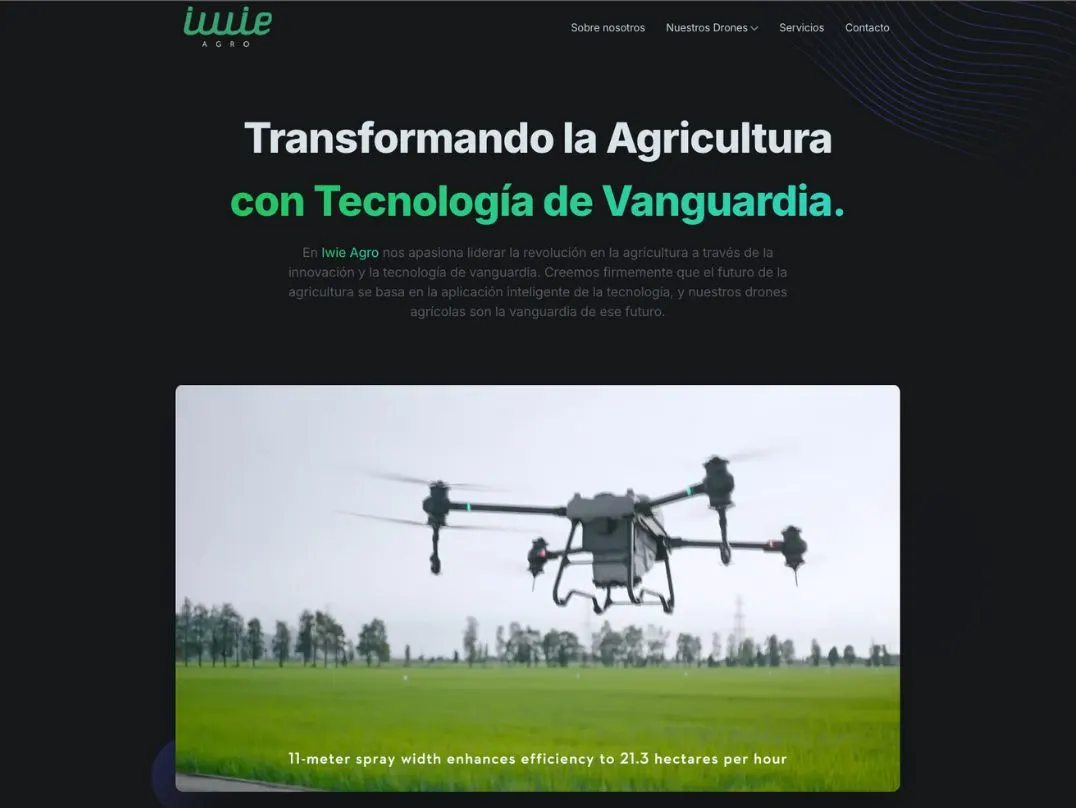 iwie
AGRO
Sobre nosotros Nuestros Drones Servicios Contacto
Transformando la Agricultura
con Tecnología de Vanguardia.
En Iwie Agro nos apasiona liderar la revolución en la agricultura a través de la
innovación y la tecnología de vanguardia. Creemos firmemente que el futuro de la
agricultura se basa en la aplicación inteligente de la tecnología, y nuestros drones
agrícolas son la vanguardia de ese futuro.
11-meter spray width enhances efficiency to 21.3 hectares per hour